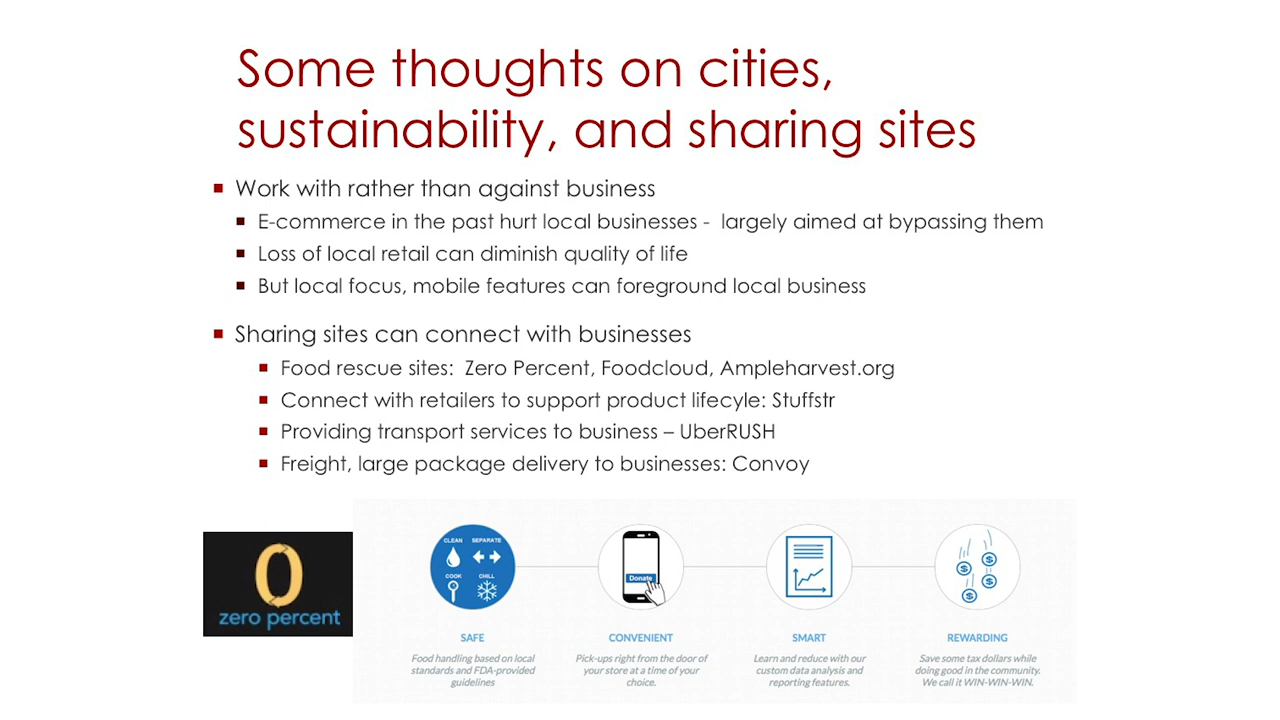 Some thoughts on cities,
sustainability, and sharing sites
Work with rather than against business
E-commerce in the past hurt local businesses - largely aimed at bypassing them
Loss of local retail can diminish quality of life
But local focus, mobile features can foreground local business
Sharing sites can connect with businesses
Food rescue sites: Zero Percent, Foodcloud, Ampleharvest.org
Connect with retailers to support product lifecyle: Stuffstr
Providing transport services to business – UberRUSH
Freight, large package delivery to businesses: Convoy
0
zero percent
CLEAN SEPARATE
COOK CHILL
Donate
SAFE
Food handling based on local
standards and FDA-provided
guidelines
CONVENIENT
Pick-ups right from the door of
your store at a time of your
choice.
SMART
Learn and reduce with our
custom data analysis and
reporting features.
$
$
$
$
REWARDING
Save some tax dollars while
doing good in the community.
We call it WIN-WIN-WIN.